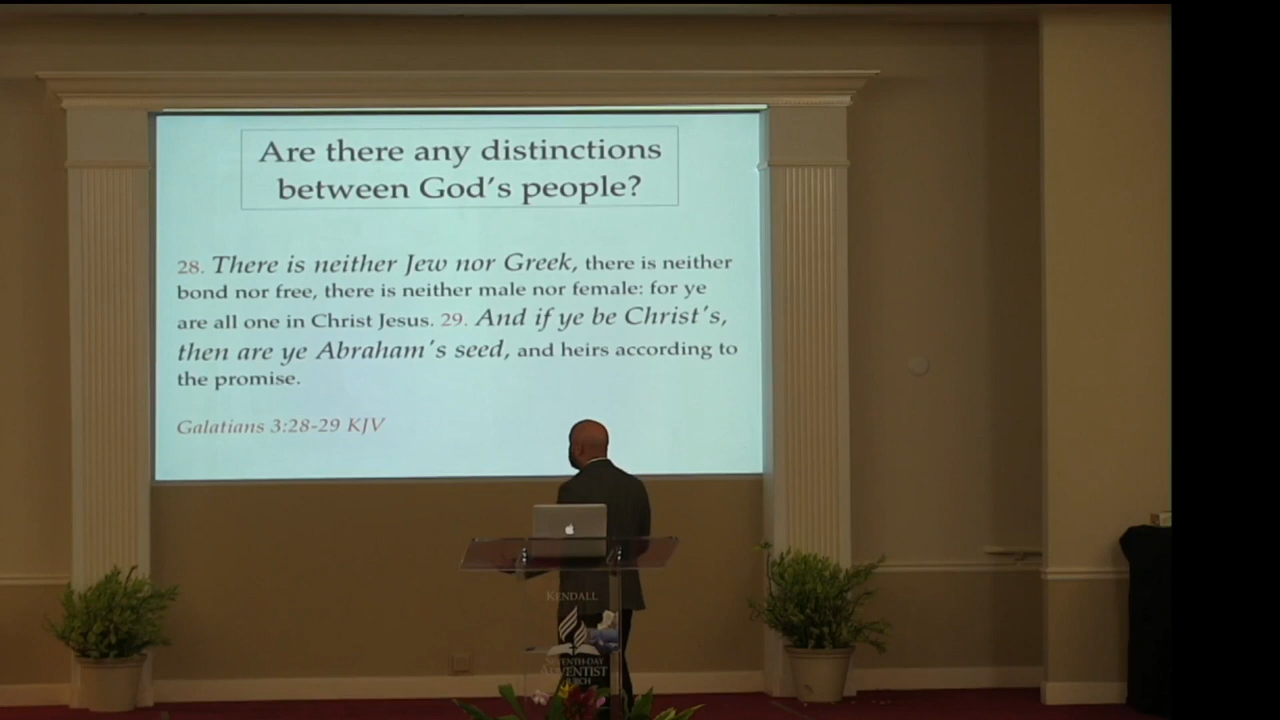 Are there any distinctions
between God's people?
28. There is neither Jew nor Greek, there is neither
bond nor free, there is neither male nor female: for ye
are all one in Christ Jesus. 29. And if ye be Christ's,
then are ye Abraham's seed, and heirs according to
the promise.
Galatians 3:28-29 KJV
KENDALL
SEVENTH-DAY
ADVENTIST
CHURCH